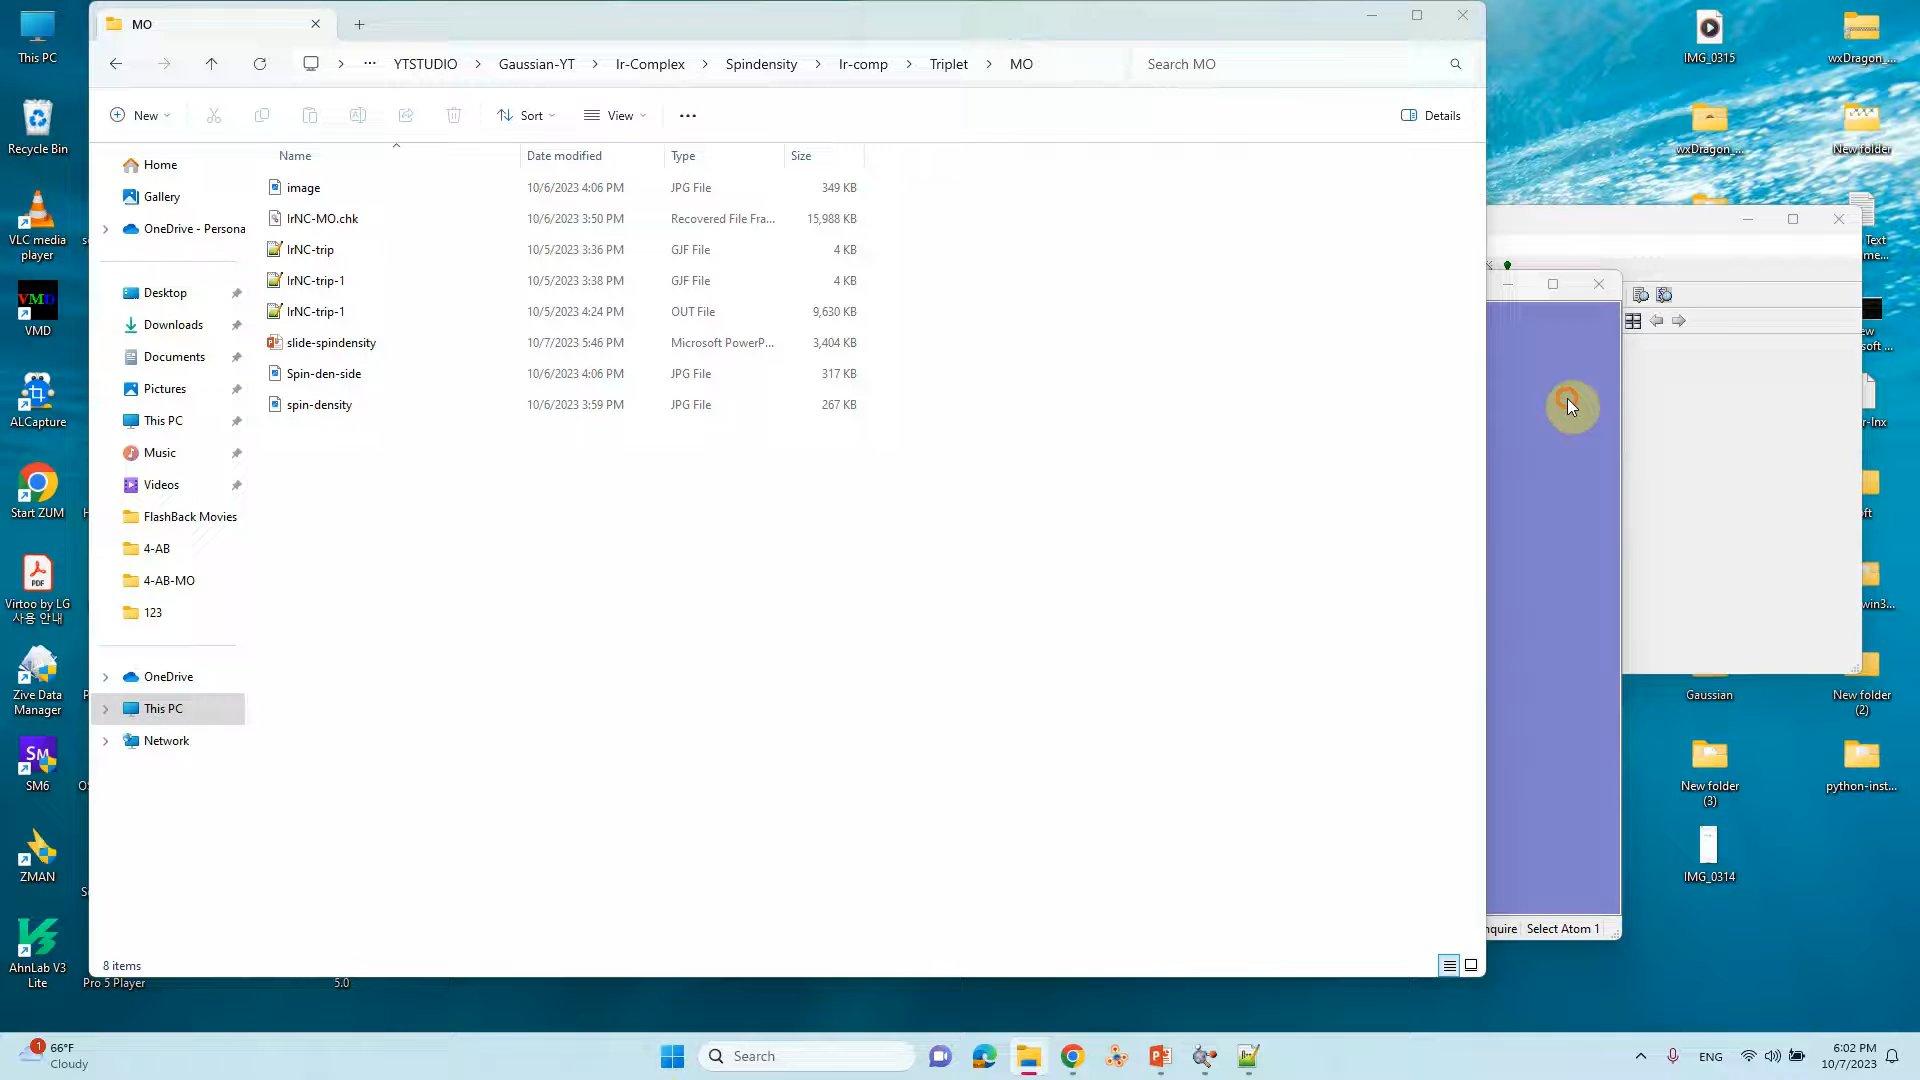 MO
YTSTUDIO
Gaussian-YT
Ir-Complex
Spindensity
Ir-comp
Triplet
MO
Search MO
New
Sort
View
Details
Name
Date modified
Type
Size
image
10/6/2023 4:06 PM
JPG File
349 KB
IrNC-MO.chk
10/6/2023 3:50 PM
Recovered File Fra...
15,988 KB
IrNC-trip
10/5/2023 3:36 PM
GJF File
4 KB
IrNC-trip-1
10/5/2023 3:38 PM
GJF File
4 KB
IrNC-trip-1
10/5/2023 4:24 PM
OUT File
9,630 KB
slide-spindensity
10/7/2023 5:46 PM
Microsoft PowerP...
3,404 KB
Spin-den-side
10/6/2023 4:06 PM
JPG File
317 KB
spin-density
10/6/2023 3:59 PM
JPG File
267 KB
Home
Gallery
OneDrive - Persona
Desktop
Downloads
Documents
Pictures
This PC
Music
Videos
FlashBack Movies
4-AB
4-AB-MO
123
OneDrive
This PC
Network
8 items
This PC
Recycle Bin
VLC media
player
VMD
VMD
ALCapture
Start ZUM
PDF
Virtoo by LG
사용 안내
Zive Data
Manager
SM
SM6
ZMAN
AhnLab V3
Lite
Pro 5 Player
5.0
IMG_0315
wxDragon_...
wxDragon_...
New folder
Text
me...
ew
soft ...
r-lnx
ft
win3...
Gaussian
New folder
(2)
New folder
(3)
python-inst...
IMG_0314
nquire
Select Atom 1
1
66°F
Cloudy
Search
ENG
6:02 PM
10/7/2023